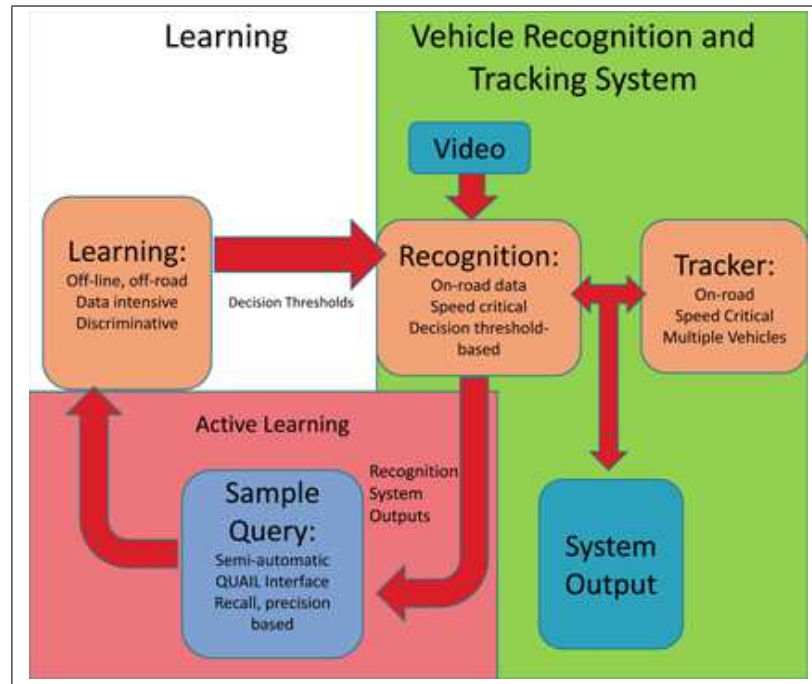 Learning
Vehicle Recognition and
Tracking System
Video
Learning:
Off-line, off-road
Data intensive
Discriminative
Decision Thresholds
Recognition:
On-road data
Speed critical
Decision threshold-
based
Tracker:
On-road
Speed Critical
Multiple Vehicles
Active Learning
Recognition
System
Outputs
Sample
Query:
Semi-automatic
QUAIL Interface
Recall, precision
based
System
Output